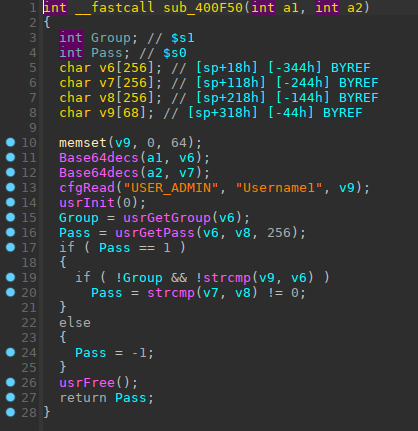 1 int __fastcall sub_400F50(int a1, int a2)
2 {
3 int Group; // $s1
4 int Pass; // $s0
5 char v6[256]; // [sp+18h] [-344h] BYREF
6 char v7[256]; // [sp+118h] [-244h] BYREF
7 char v8[256]; // [sp+218h] [-144h] BYREF
8 char v9[68]; // [sp+318h] [-44h] BYREF
9
10 memset(v9, 0, 64);
11 Base64decs(a1, v6);
12 Base64decs(a2, v7);
13 cfgRead("USER_ADMIN", "Username1", v9);
14 usrInit(0);
15 Group = usrGetGroup(v6);
16 Pass = usrGetPass(v6, v8, 256);
17 if ( Pass == 1 )
18 {
19 if ( !Group && !strcmp(v9, v6) )
20 Pass = strcmp(v7, v8) != 0;
21 }
22 else
23 {
24 Pass = -1;
25 }
26 usrFree();
27 return Pass;
28 }